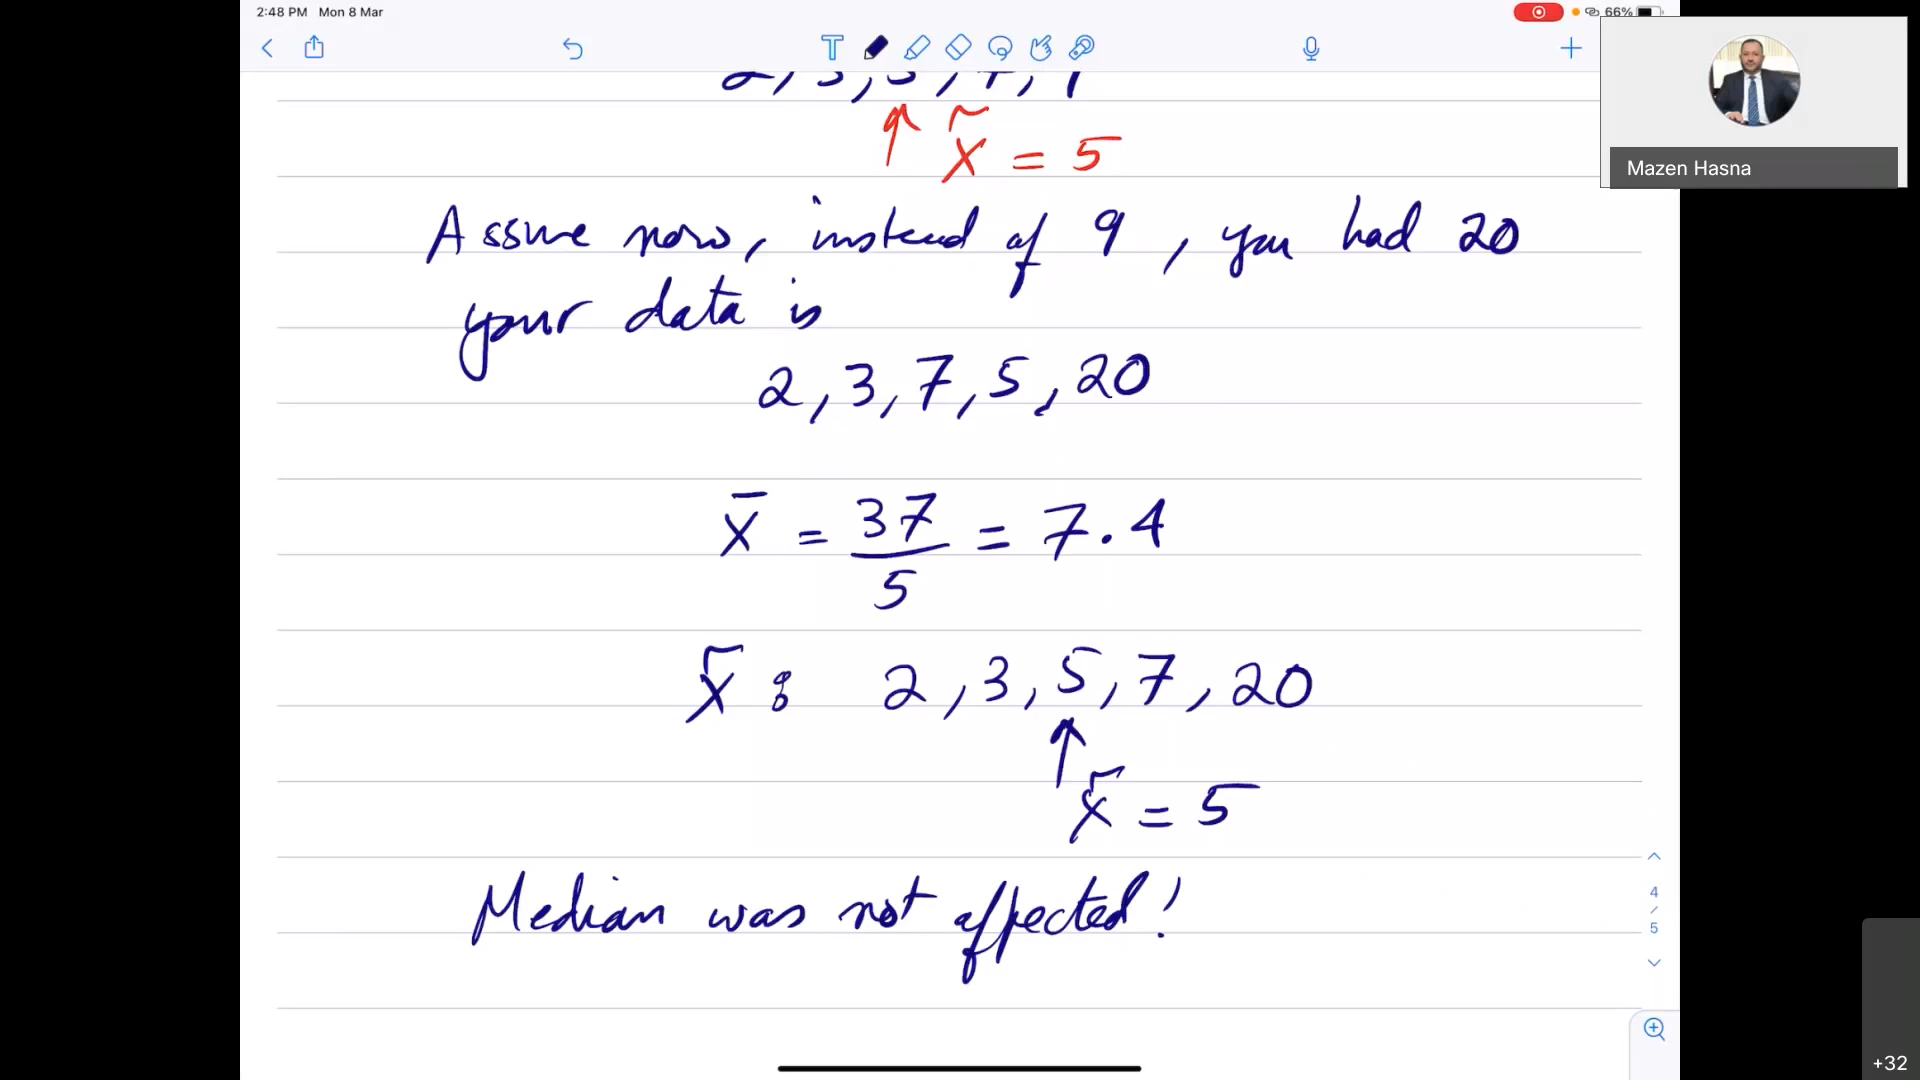 2:48 PM Mon 8 Mar
66%
Mazen Hasna
x̃ = 5
Assume now, instead of 9, you had 20
your data is
2, 3, 7, 5, 20
x̄ = 37/5 = 7.4
x̃ : 2, 3, 5, 7, 20
x̃ = 5
Median was not affected!
4/5
+32